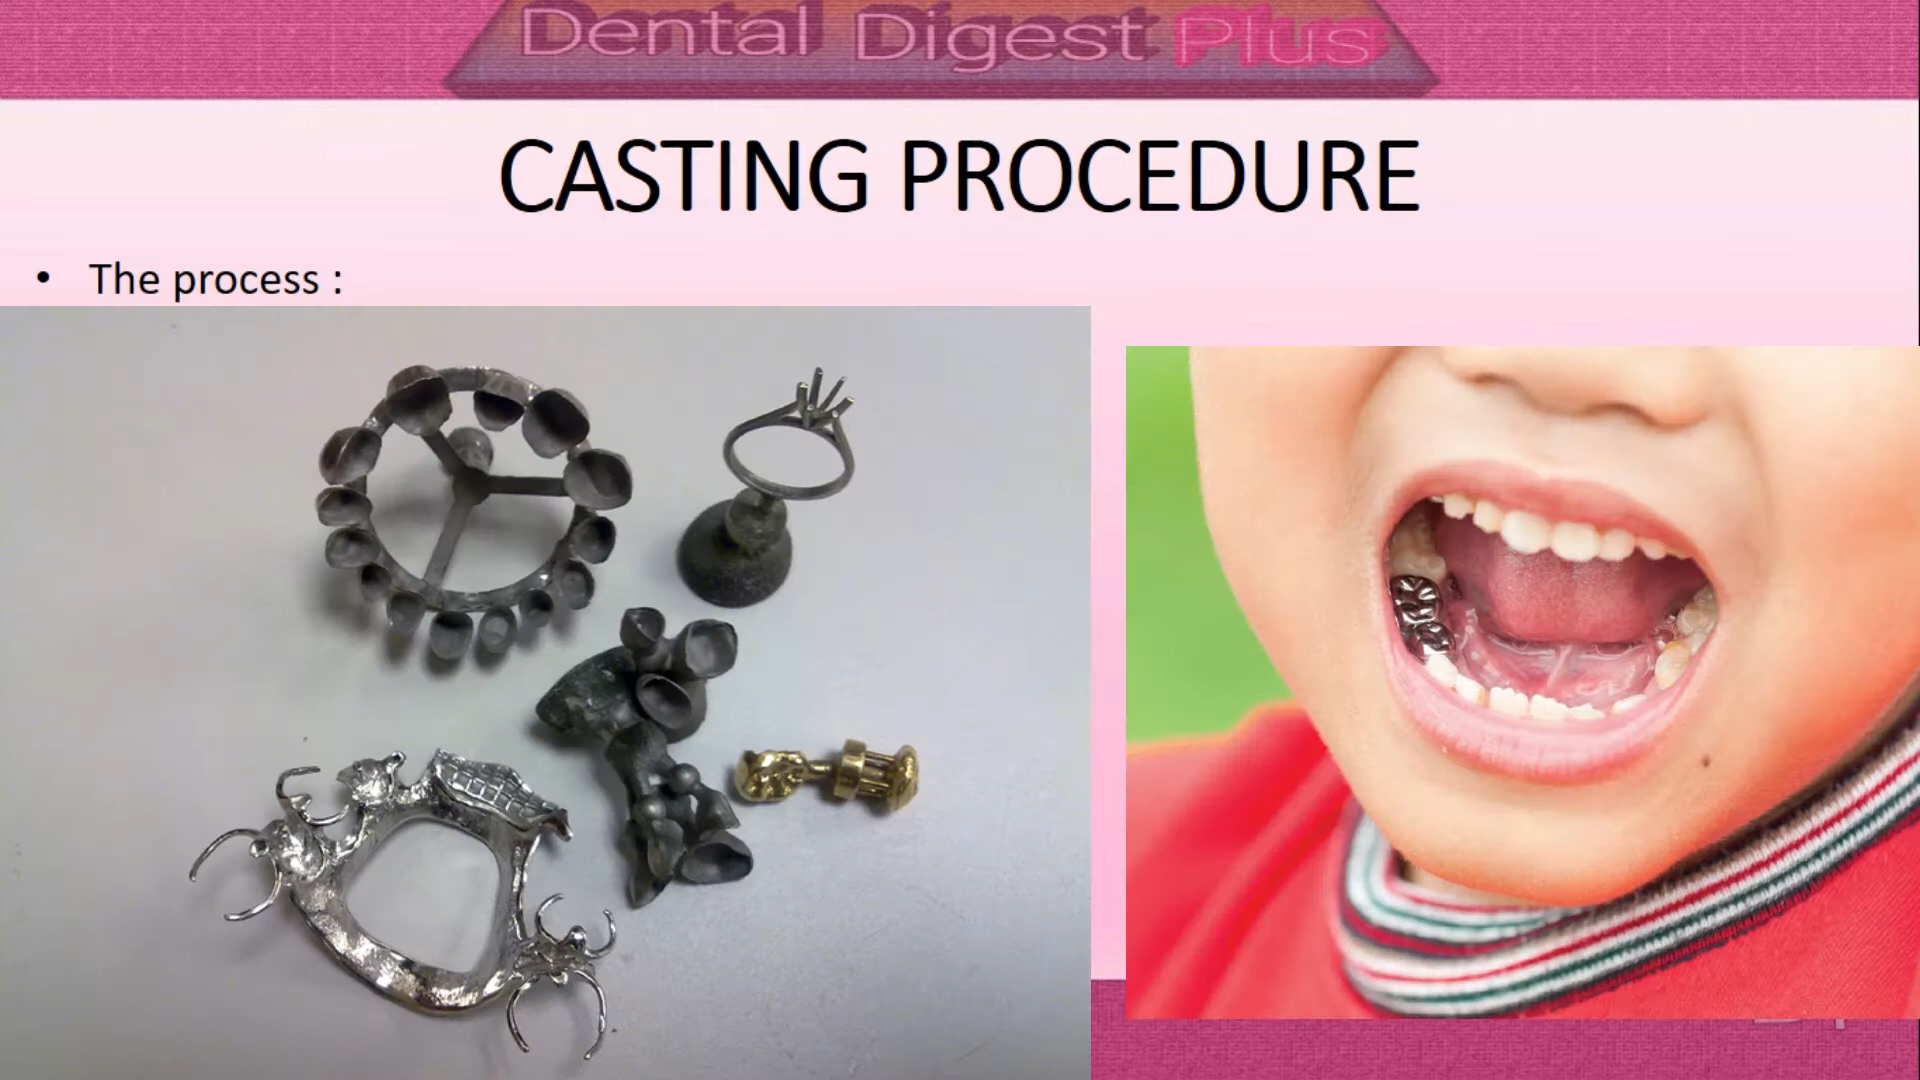 Dental Digest Plus
CASTING PROCEDURE
• The process :